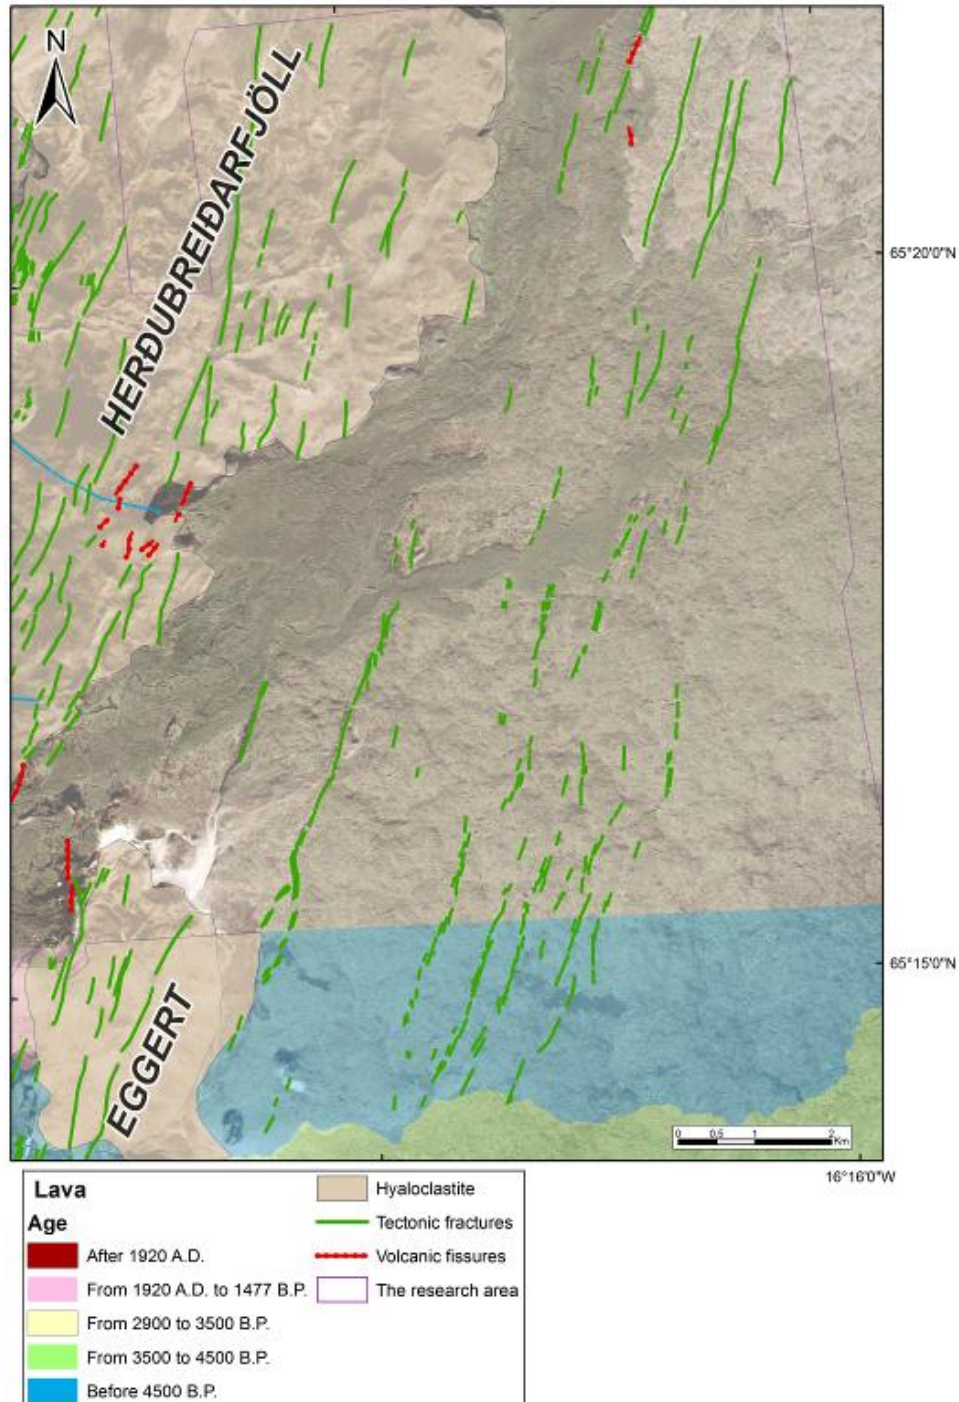 N
HERÐUBREIÐARFJÖLL
65°20'0"N
65°15'0"N
EGGERT
0 0,5 1 2
Km
16°16'0"W
Lava
Age
After 1920 A.D.
From 1920 A.D. to 1477 B.P.
From 2900 to 3500 B.P.
From 3500 to 4500 B.P.
Before 4500 B.P.
Hyaloclastite
Tectonic fractures
Volcanic fissures
The research area